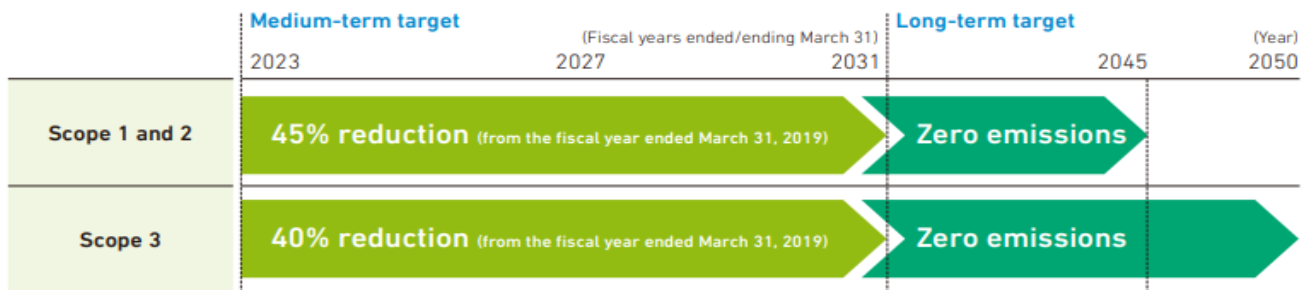 Medium-term target
Long-term target
(Fiscal years ended/ending March 31)
(Year)
2023 2027 2031 2045 2050
Scope 1 and 2
45% reduction (from the fiscal year ended March 31, 2019)
Zero emissions
Scope 3
40% reduction (from the fiscal year ended March 31, 2019)
Zero emissions